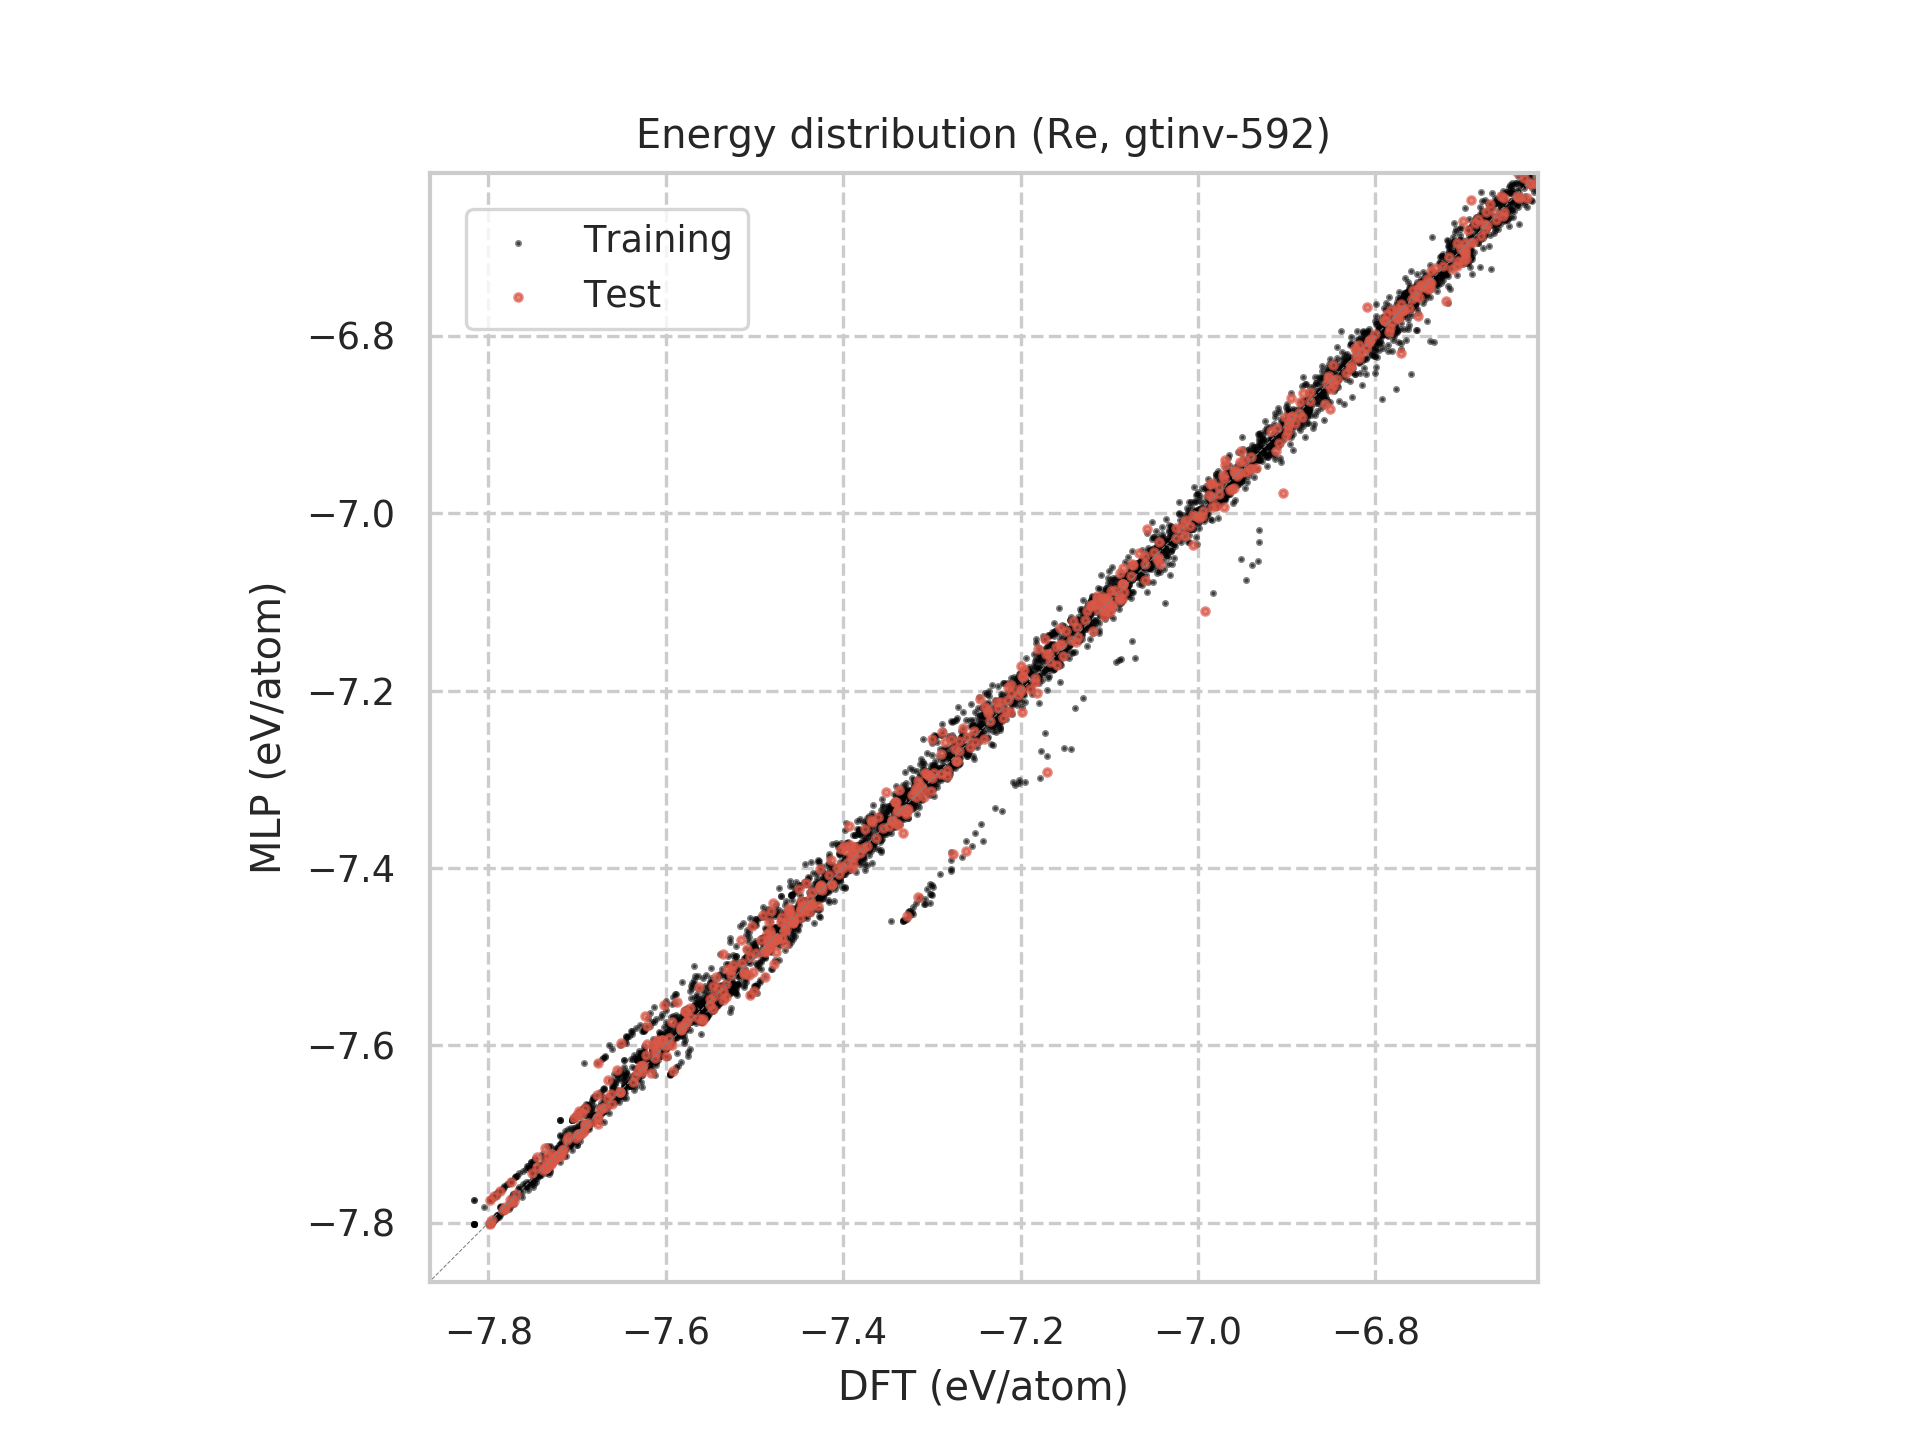 Energy distribution (Re, gtinv-592)
Training
Test
MLP (eV/atom)
−6.8
−7.0
−7.2
−7.4
−7.6
−7.8
−7.8 −7.6 −7.4 −7.2 −7.0 −6.8
DFT (eV/atom)